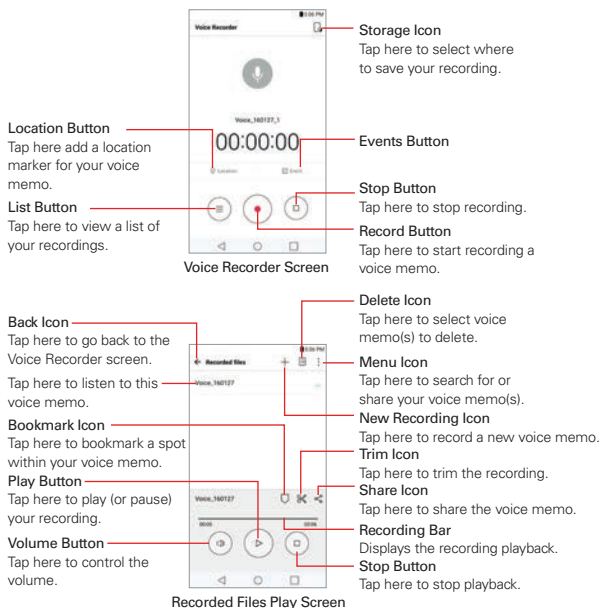 8:06 PM
Voice Recorder
Storage Icon
Tap here to select where
to save your recording.
Voice_160127_1
00:00:00
Location
Event
Location Button
Tap here add a location
marker for your voice
memo.
List Button
Tap here to view a list of
your recordings.
Events Button
Stop Button
Tap here to stop recording.
Record Button
Tap here to start recording a
voice memo.
Voice Recorder Screen
Delete Icon
Tap here to select voice
memo(s) to delete.
Back Icon
Tap here to go back to the
Voice Recorder screen.
Tap here to listen to this
voice memo.
Bookmark Icon
Tap here to bookmark a spot
within your voice memo.
Play Button
Tap here to play (or pause)
your recording.
Volume Button
Tap here to control the
volume.
Recorded files
Voice_160127
Voice_160127
00:00
Menu Icon
Tap here to search for or
share your voice memo(s).
New Recording Icon
Tap here to record a new voice memo.
Trim Icon
Tap here to trim the recording.
Share Icon
Tap here to share the voice memo.
Recording Bar
Displays the recording playback.
Stop Button
Tap here to stop playback.
Recorded Files Play Screen